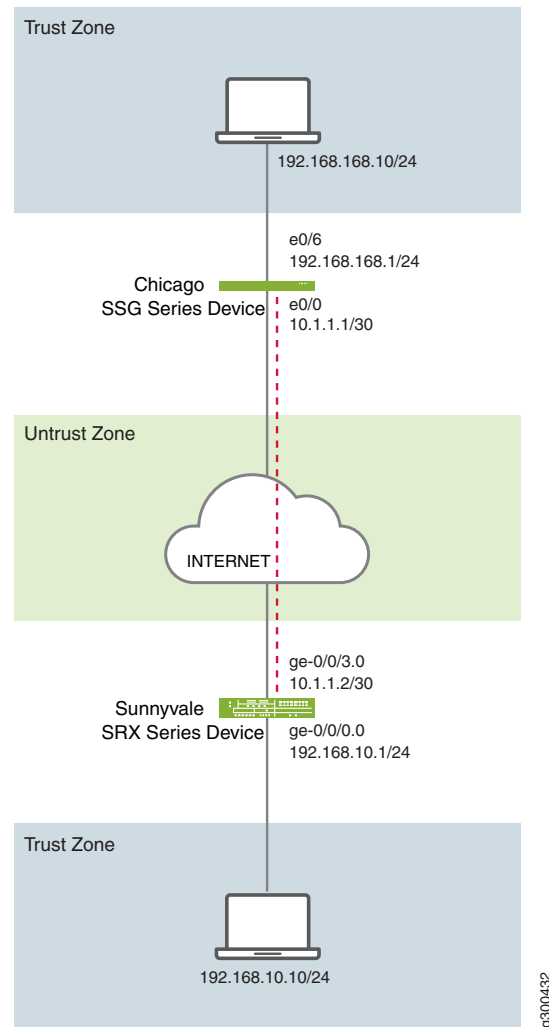 Trust Zone
192.168.168.10/24
e0/6
192.168.168.1/24
Chicago
SSG Series Device
e0/0
10.1.1.1/30
Untrust Zone
INTERNET
ge-0/0/3.0
10.1.1.2/30
Sunnyvale
SRX Series Device
ge-0/0/0.0
192.168.10.1/24
Trust Zone
192.168.10.10/24
g300432